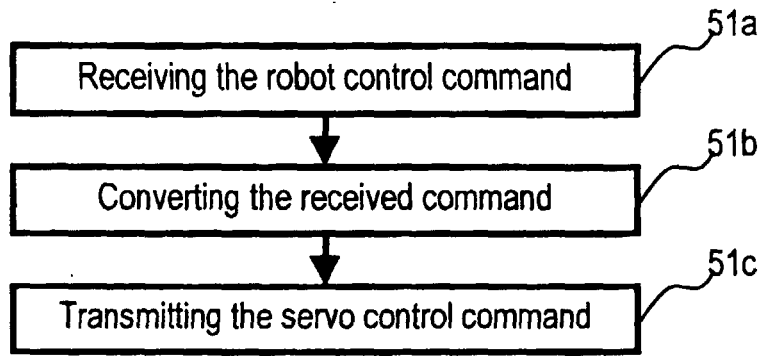 51a
Receiving the robot control command
51b
Converting the received command
51c
Transmitting the servo control command